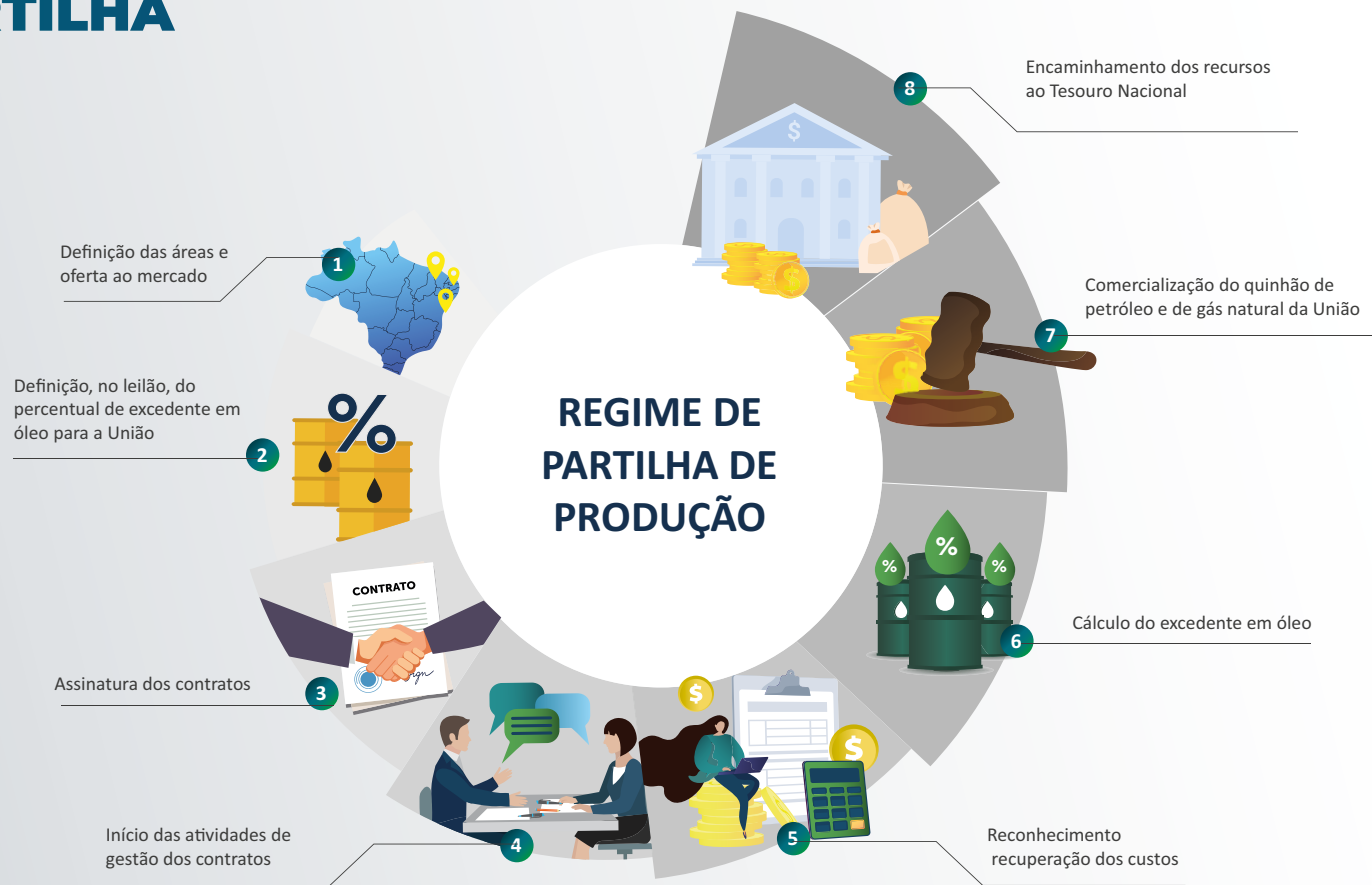 RTILHA
1
Definição das áreas e
oferta ao mercado
2
Definição, no leilão, do
percentual de excedente em
óleo para a União
%
3
Assinatura dos contratos
CONTRATO
sign
4
Início das atividades de
gestão dos contratos
5
Reconhecimento
recuperação dos custos
$
$
6
Cálculo do excedente em óleo
%
%
%
7
Comercialização do quinhão de
petróleo e de gás natural da União
$
8
Encaminhamento dos recursos
ao Tesouro Nacional
$
$
REGIME DE
PARTILHA DE
PRODUÇÃO